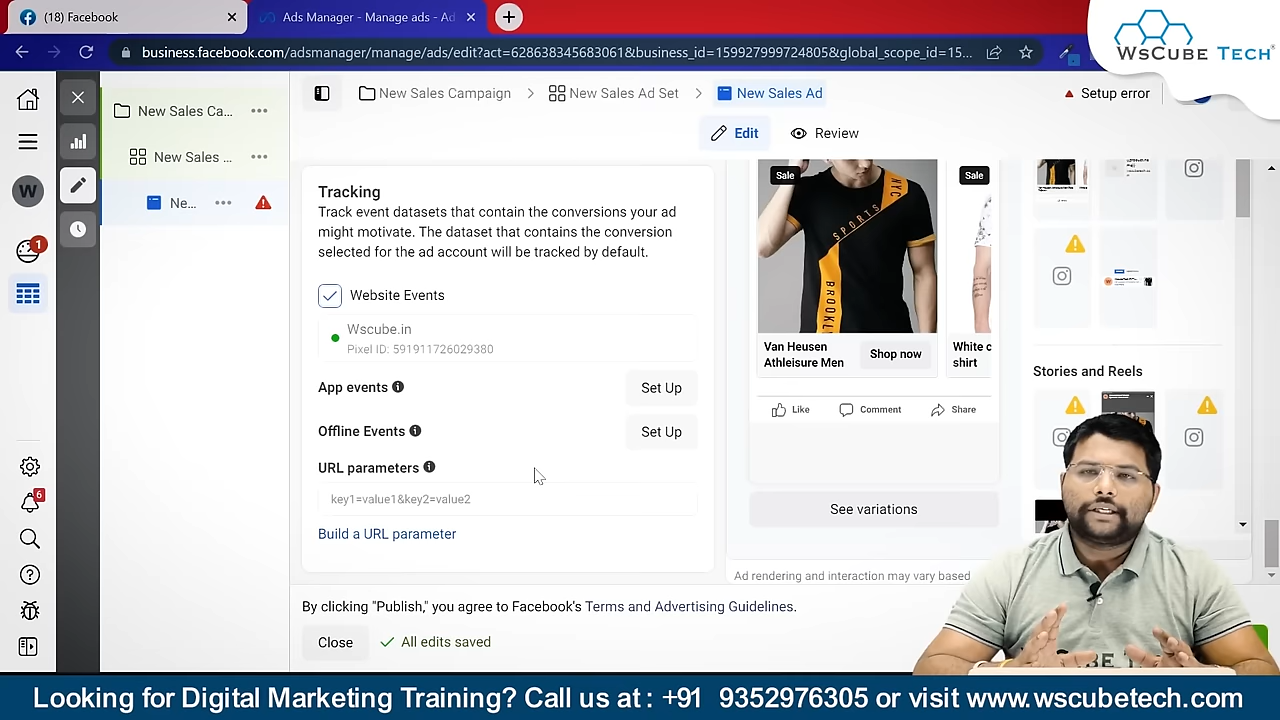 (18) Facebook
Ads Manager - Manage ads - Ad
WsCube Tech
business.facebook.com/adsmanager/manage/ads/edit?act=628638345683061&business_id=159927999724805&global_scope_id=15...
New Sales Ca...
New Sales Campaign
New Sales Ad Set
New Sales Ad
Setup error
Edit
Review
New Sales ...
W
Ne...
1
6
Tracking
Track event datasets that contain the conversions your ad
might motivate. The dataset that contains the conversion
selected for the ad account will be tracked by default.
Website Events
Wscube.in
Pixel ID: 591911726029380
App events
Set Up
Offline Events
Set Up
URL parameters
key1=value1&key2=value2
Build a URL parameter
Sale
Sale
NYC
SPORTS
BROOKLY
Van Heusen
Athleisure Men
Shop now
White c
shirt
Like
Comment
Share
See variations
Ad rendering and interaction may vary based
Stories and Reels
By clicking "Publish," you agree to Facebook's Terms and Advertising Guidelines.
Close
All edits saved
Looking for Digital Marketing Training? Call us at : +91 9352976305 or visit www.wscubetech.com